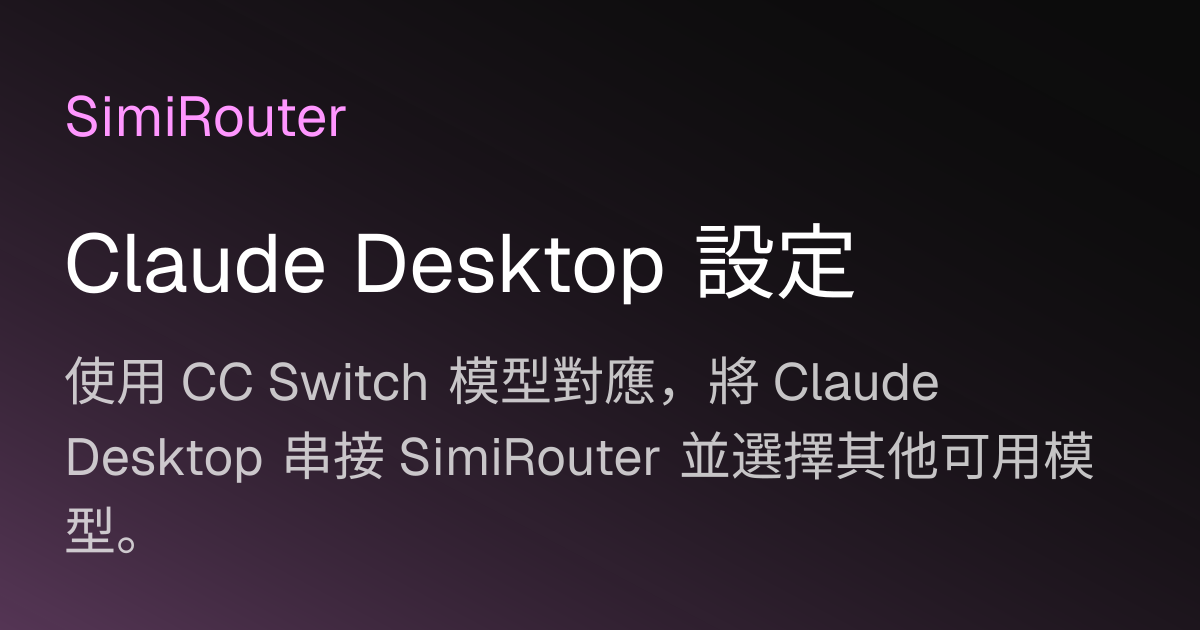 SimiRouter
Claude Desktop 設定
使用 CC Switch 模型對應，將 Claude
Desktop 串接 SimiRouter 並選擇其他可用模
型。